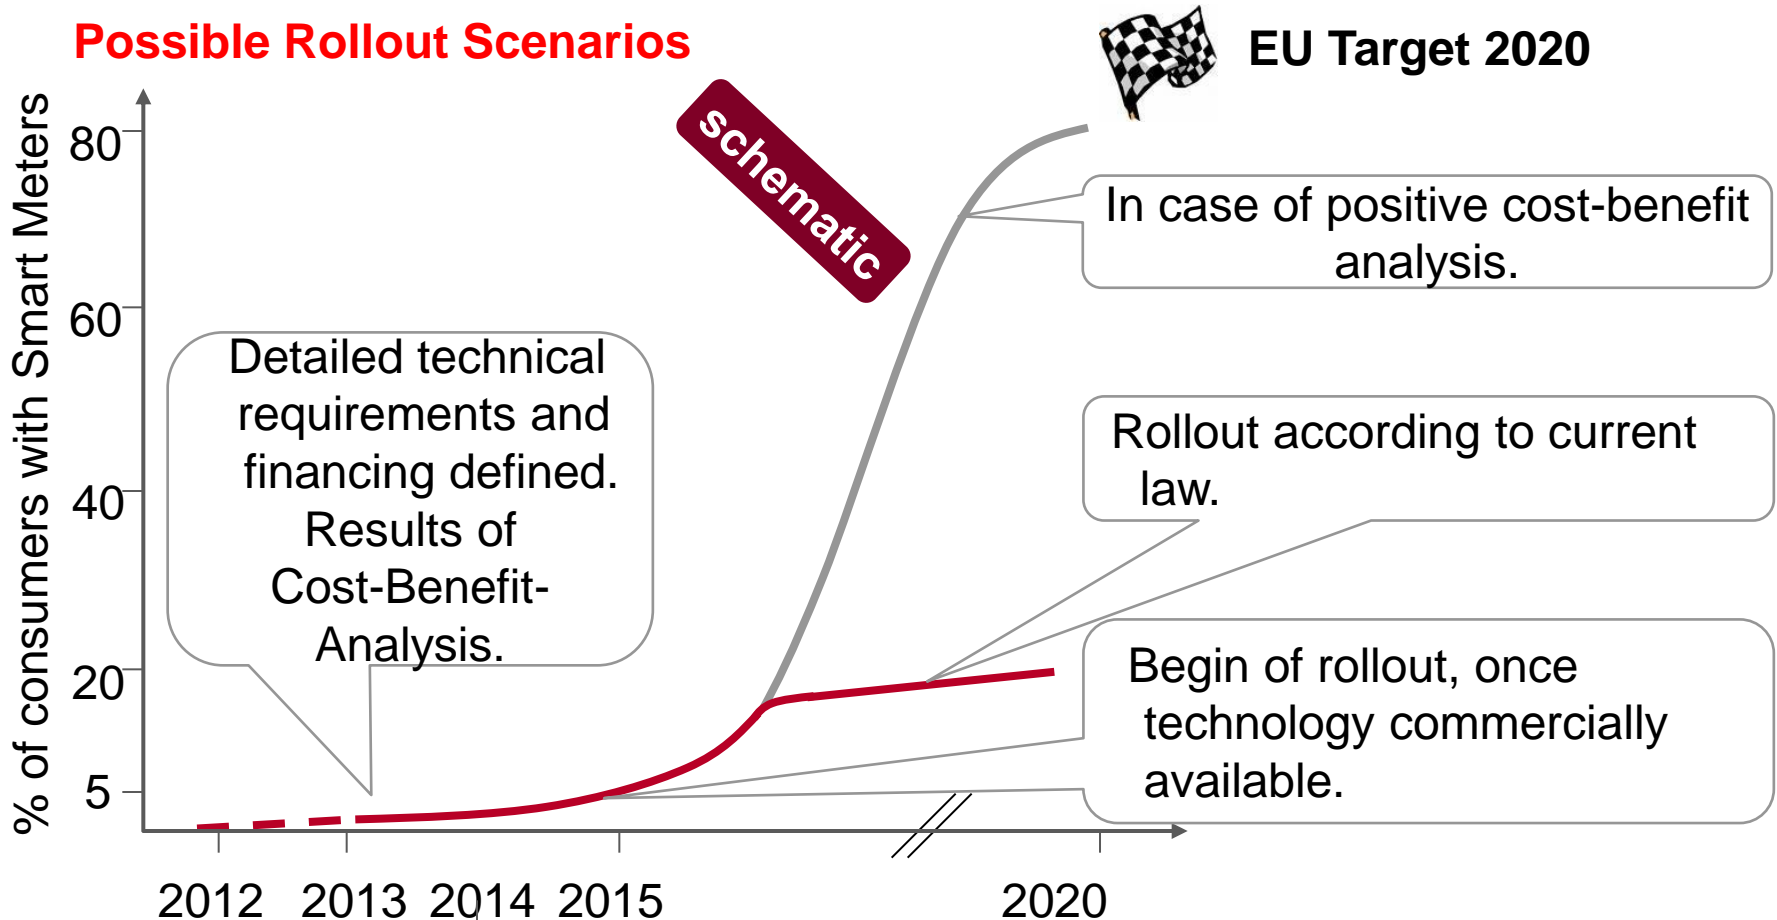 Possible Rollout Scenarios
EU Target 2020
schematic
% of consumers with Smart Meters
80
60
40
20
5
In case of positive cost-benefit
analysis.
Detailed technical
requirements and
financing defined.
Results of
Cost-Benefit-
Analysis.
Rollout according to current
law.
Begin of rollout, once
technology commercially
available.
2012 2013 2014 2015 2020